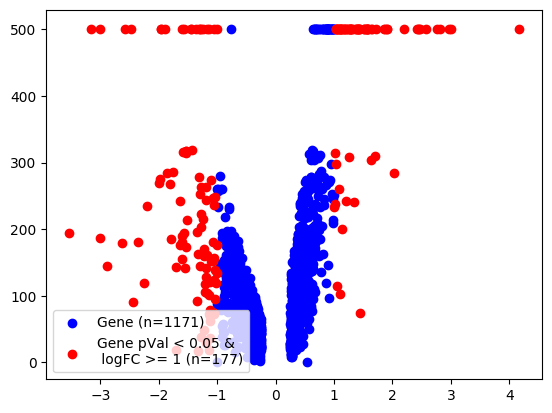 500
400
300
200
100
0
Gene (n=1171)
Gene pVal < 0.05 &
logFC >= 1 (n=177)
−3 −2 −1 0 1 2 3 4